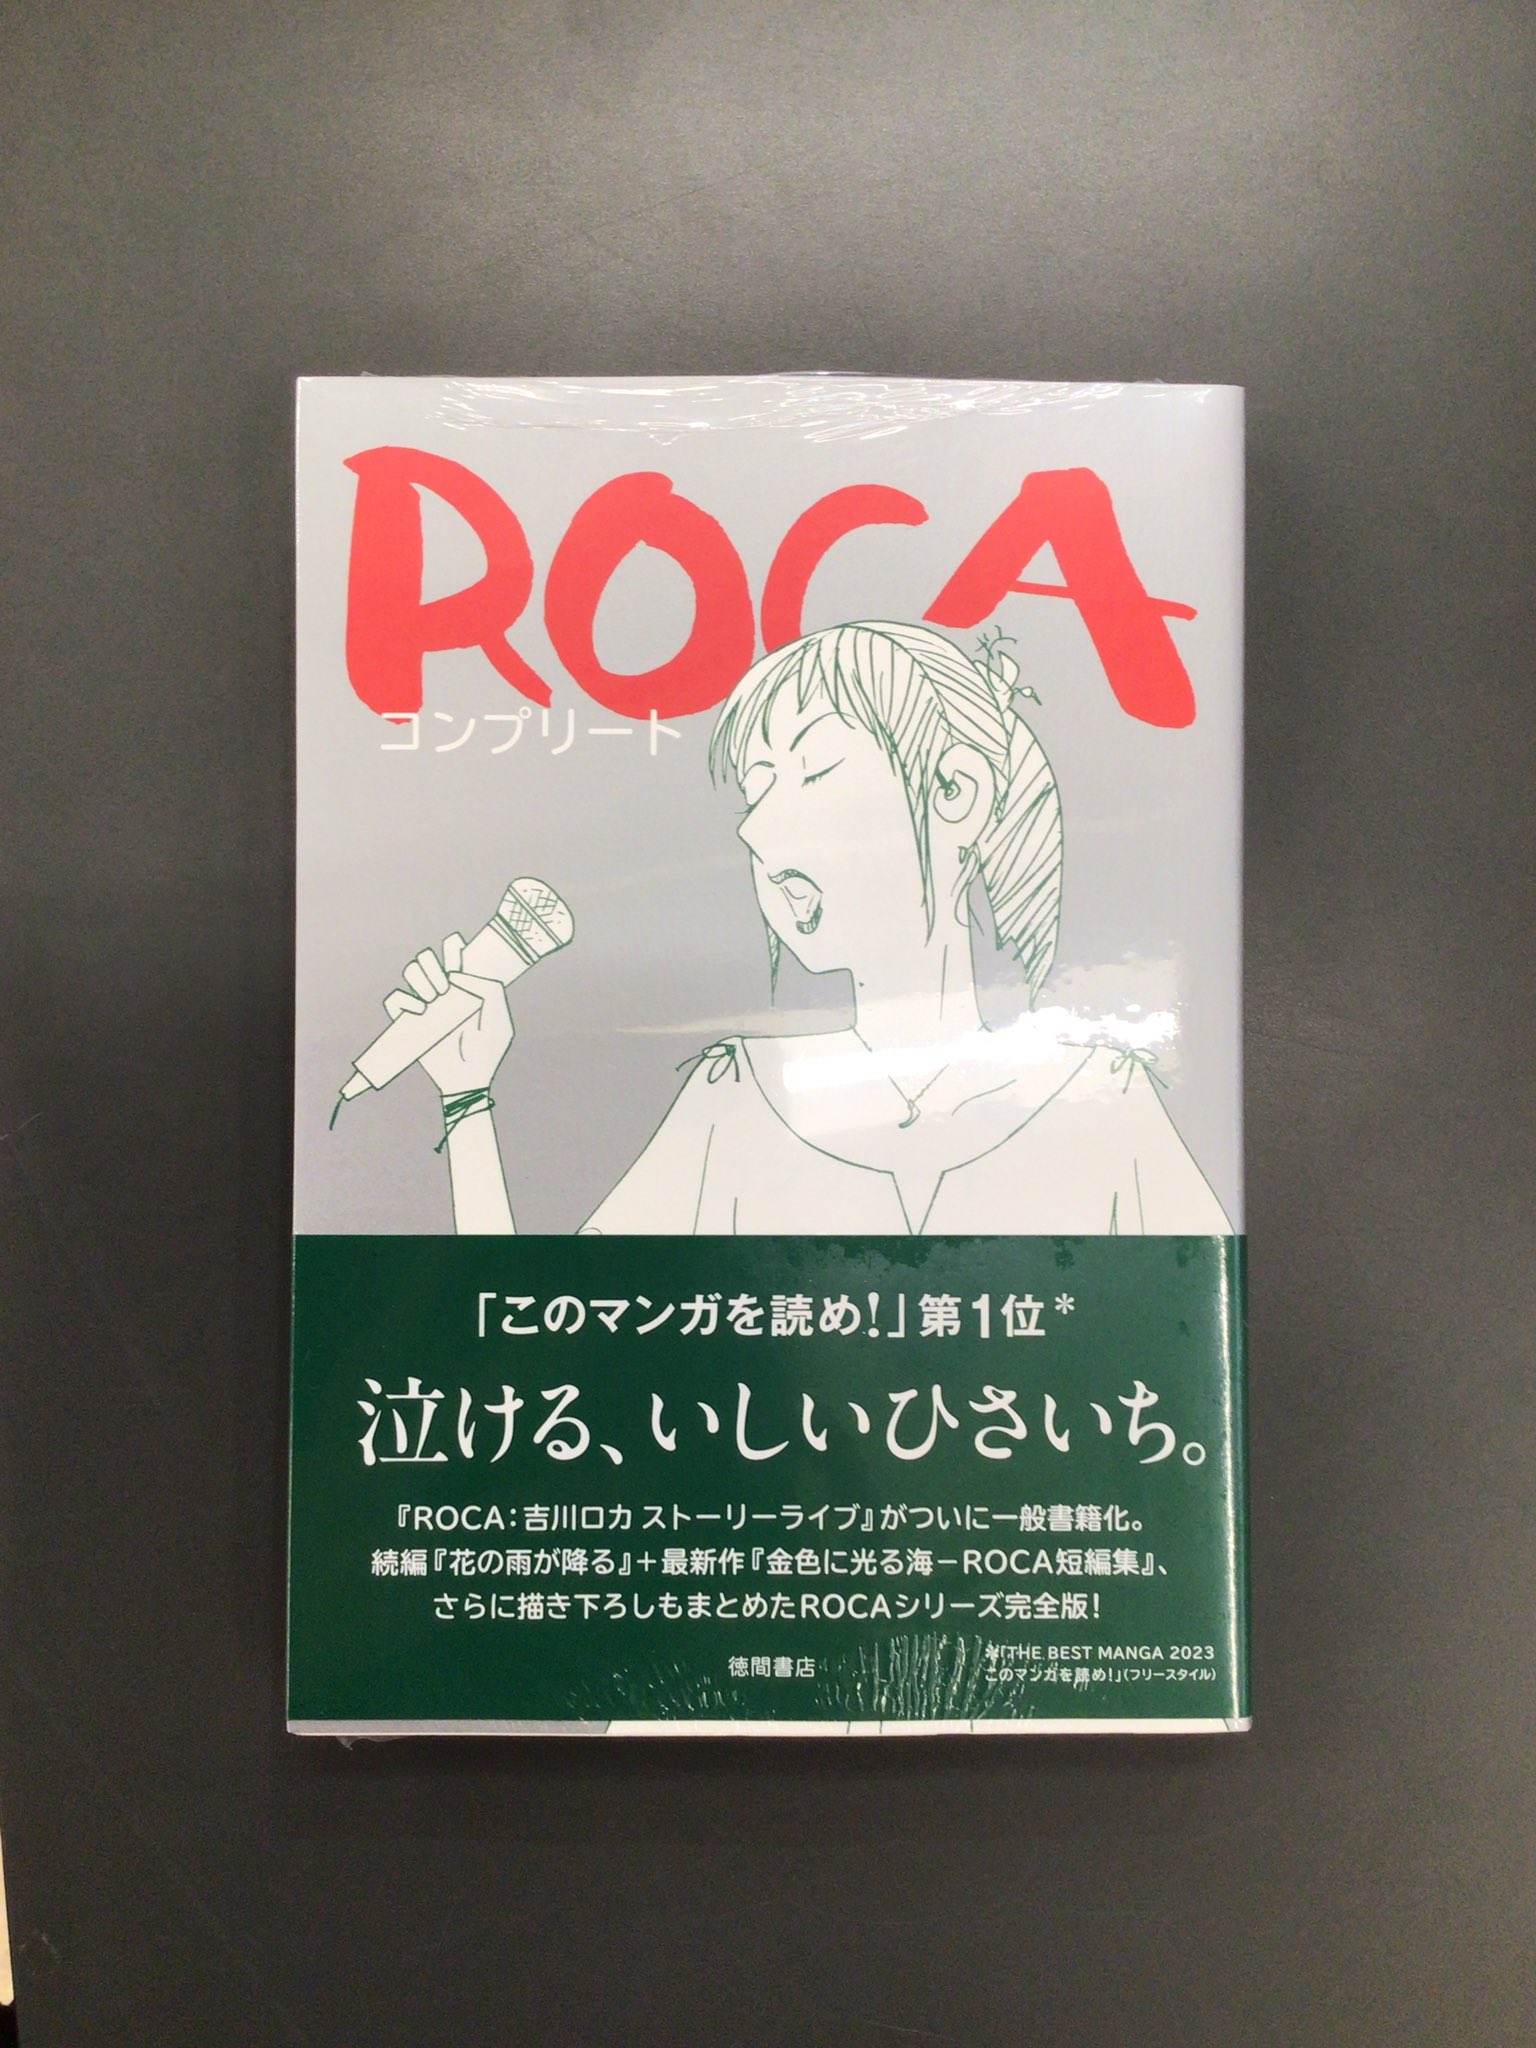 ROCA
コンプリート
「このマンガを読め!」第1位*
泣ける、いしいひさいち。
『ROCA:吉川ロカ ストーリーライブ』がついに一般書籍化。
続編『花の雨が降る』+最新作『金色に光る海−ROCA短編集』、
さらに描き下ろしもまとめたROCAシリーズ完全版!
徳間書店
*「THE BEST MANGA 2023
このマンガを読め!」(フリースタイル)